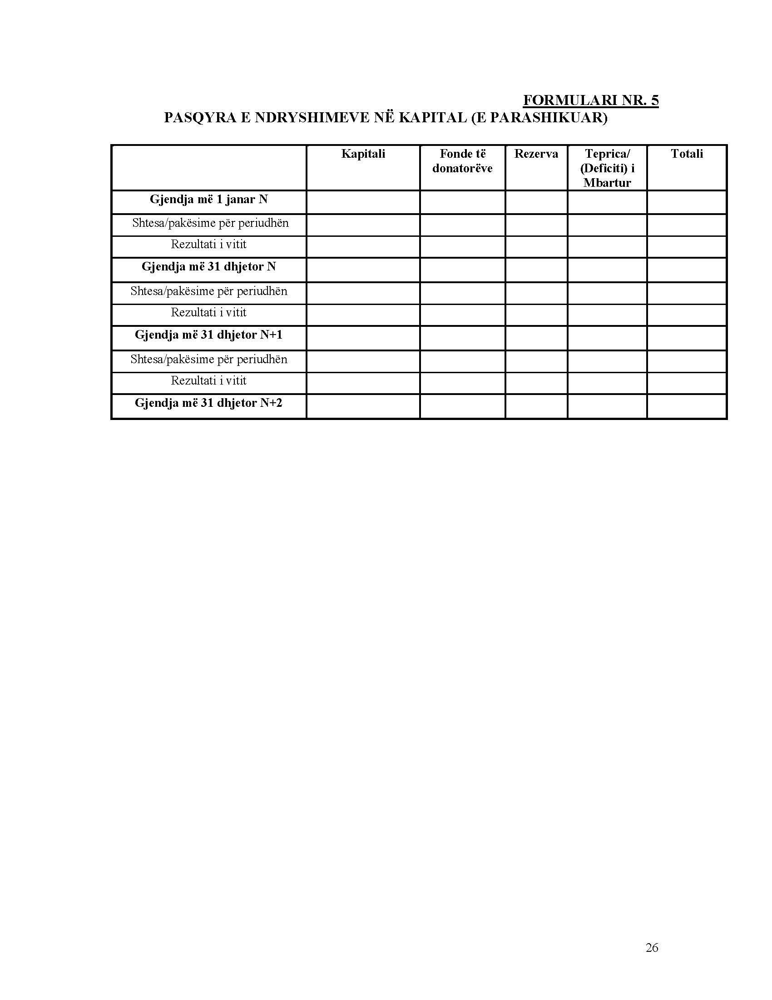 FORMULARI NR. 5
PASQYRA E NDRYSHIMEVE NË KAPITAL (E PARASHIKUAR)
Kapitali
Fonde të
donatorëve
Rezerva
Teprica/
(Deficiti) i
Mbartur
Totali
Gjendja më 1 janar N
Shtesa/pakësime për periudhën
Rezultati i vitit
Gjendja më 31 dhjetor N
Shtesa/pakësime për periudhën
Rezultati i vitit
Gjendja më 31 dhjetor N+1
Shtesa/pakësime për periudhën
Rezultati i vitit
Gjendja më 31 dhjetor N+2
26